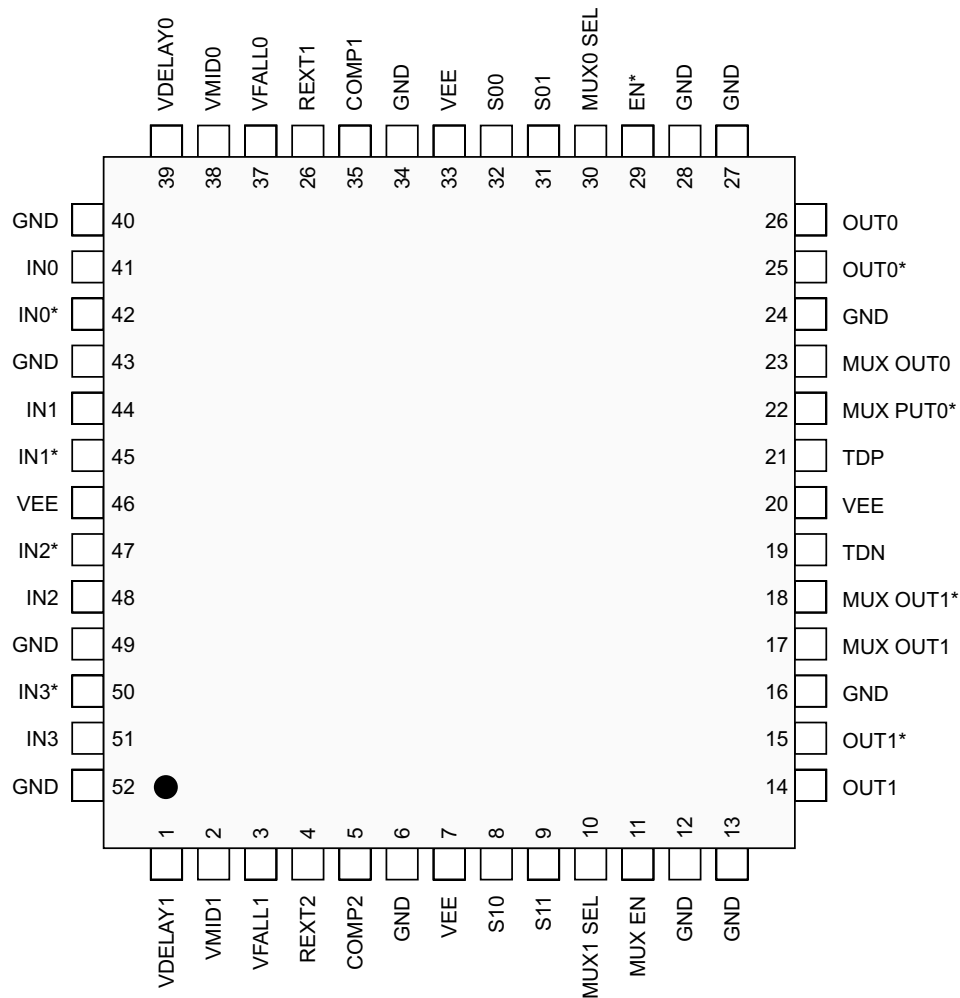 VDELAY0
VMID0
VFALL0
REXT1
COMP1
GND
VEE
S00
S01
MUX0 SEL
EN*
GND
GND
39
38
37
26
35
34
33
32
31
30
29
28
27
GND 40
IN0 41
IN0* 42
GND 43
IN1 44
IN1* 45
VEE 46
IN2* 47
IN2 48
GND 49
IN3* 50
IN3 51
GND 52
26 OUT0
25 OUT0*
24 GND
23 MUX OUT0
22 MUX PUT0*
21 TDP
20 VEE
19 TDN
18 MUX OUT1*
17 MUX OUT1
16 GND
15 OUT1*
14 OUT1
1
2
3
4
5
6
7
8
9
10
11
12
13
VDELAY1
VMID1
VFALL1
REXT2
COMP2
GND
VEE
S10
S11
MUX1 SEL
MUX EN
GND
GND